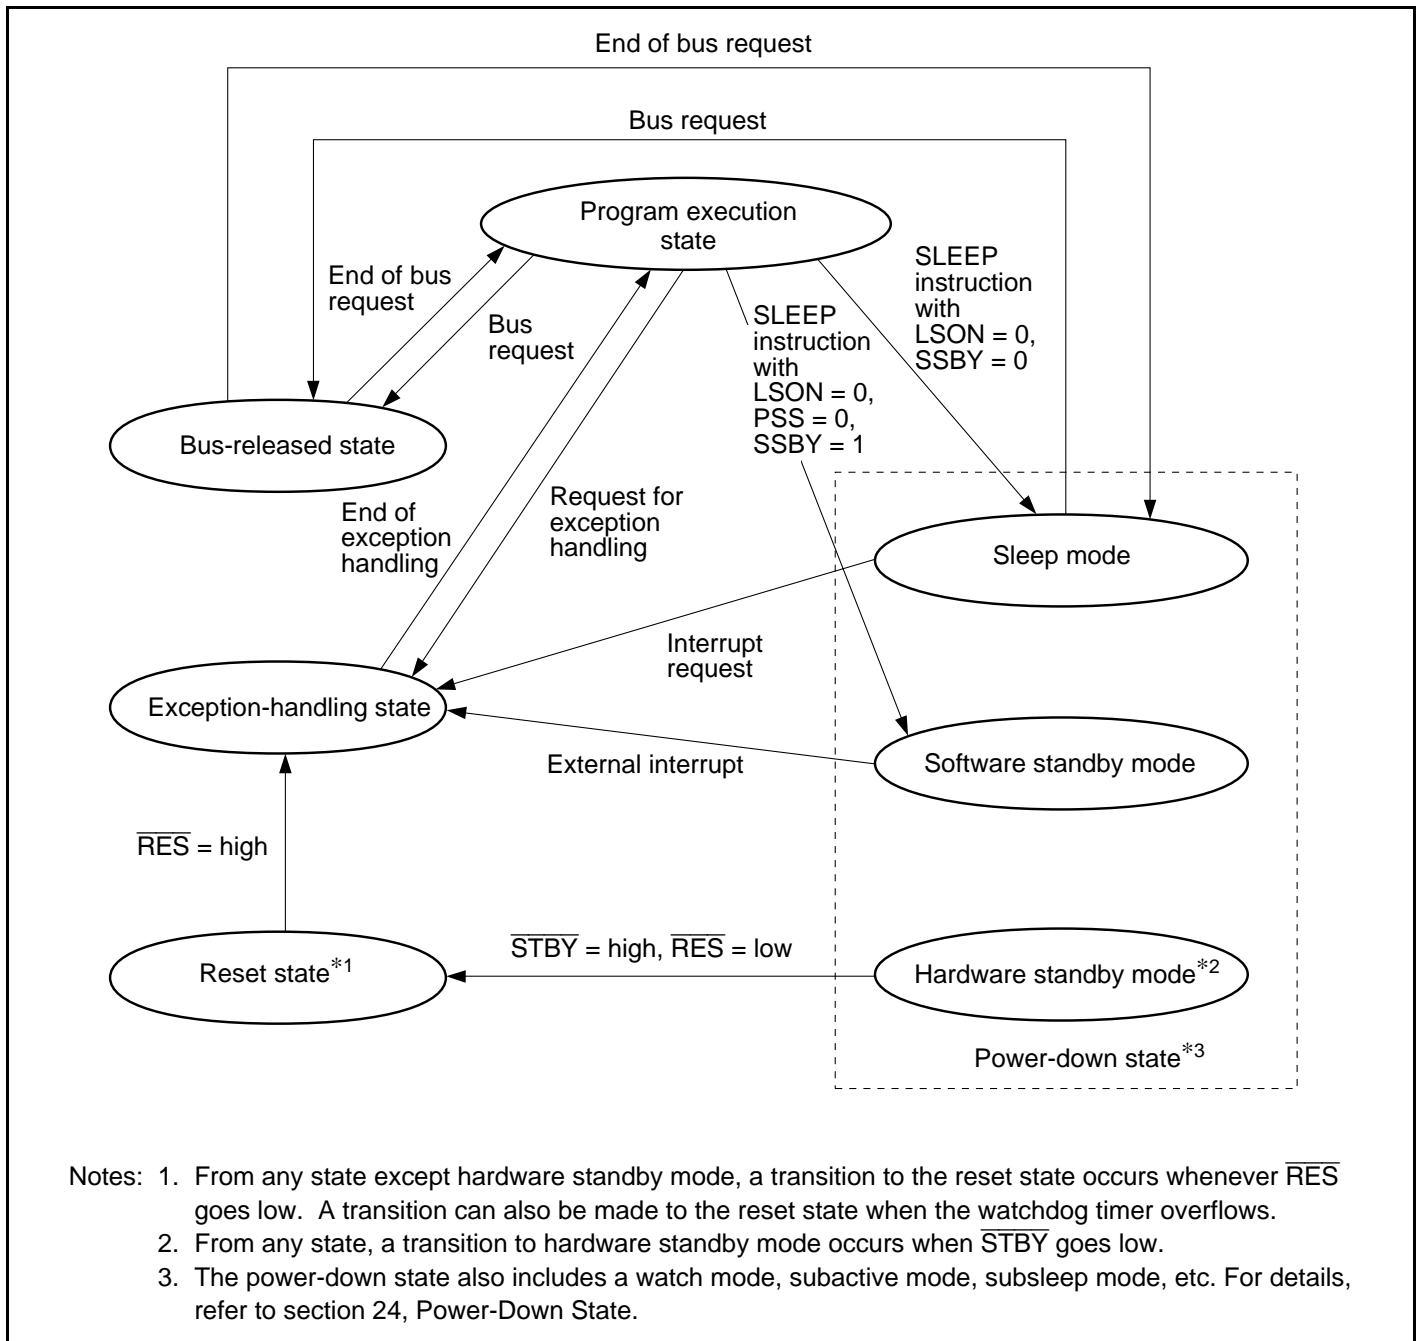 End of bus request
Bus request
Program execution
state
End of bus
request
Bus
request
SLEEP
instruction
with
LSON = 0,
PSS = 0,
SSBY = 1
SLEEP
instruction
with
LSON = 0,
SSBY = 0
Bus-released state
End of
exception
handling
Request for
exception
handling
Sleep mode
Interrupt
request
Exception-handling state
External interrupt
Software standby mode
R̅E̅S̅ = high
Reset state*1
S̅T̅B̅Y̅ = high, R̅E̅S̅ = low
Hardware standby mode*2
Power-down state*3
Notes: 1. From any state except hardware standby mode, a transition to the reset state occurs whenever R̅E̅S̅
goes low. A transition can also be made to the reset state when the watchdog timer overflows.
2. From any state, a transition to hardware standby mode occurs when S̅T̅B̅Y̅ goes low.
3. The power-down state also includes a watch mode, subactive mode, subsleep mode, etc. For details,
refer to section 24, Power-Down State.